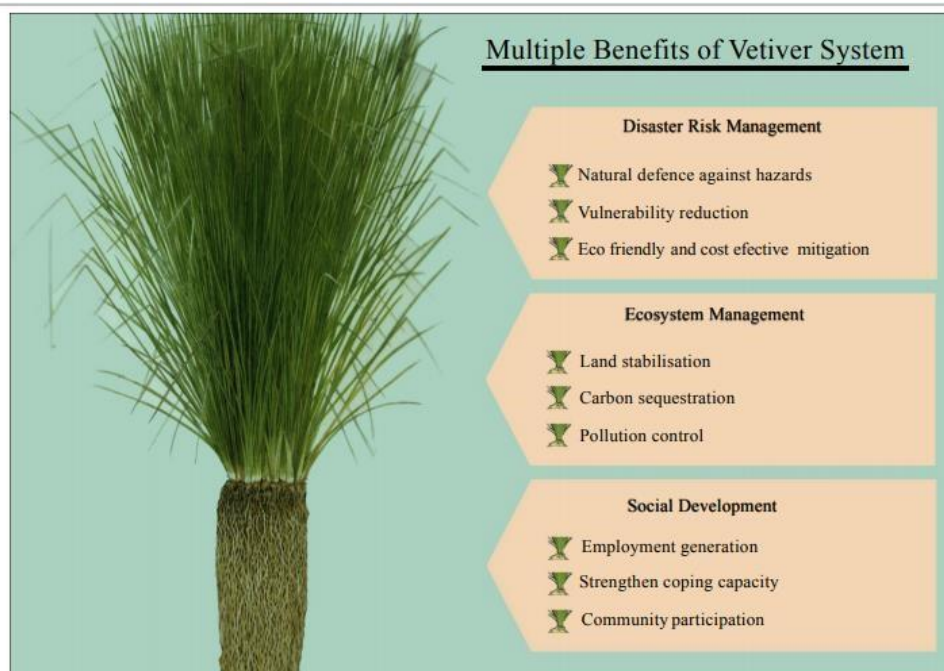 Multiple Benefits of Vetiver System
Disaster Risk Management
Natural defence against hazards
Vulnerability reduction
Eco friendly and cost efective mitigation
Ecosystem Management
Land stabilisation
Carbon sequestration
Pollution control
Social Development
Employment generation
Strengthen coping capacity
Community participation